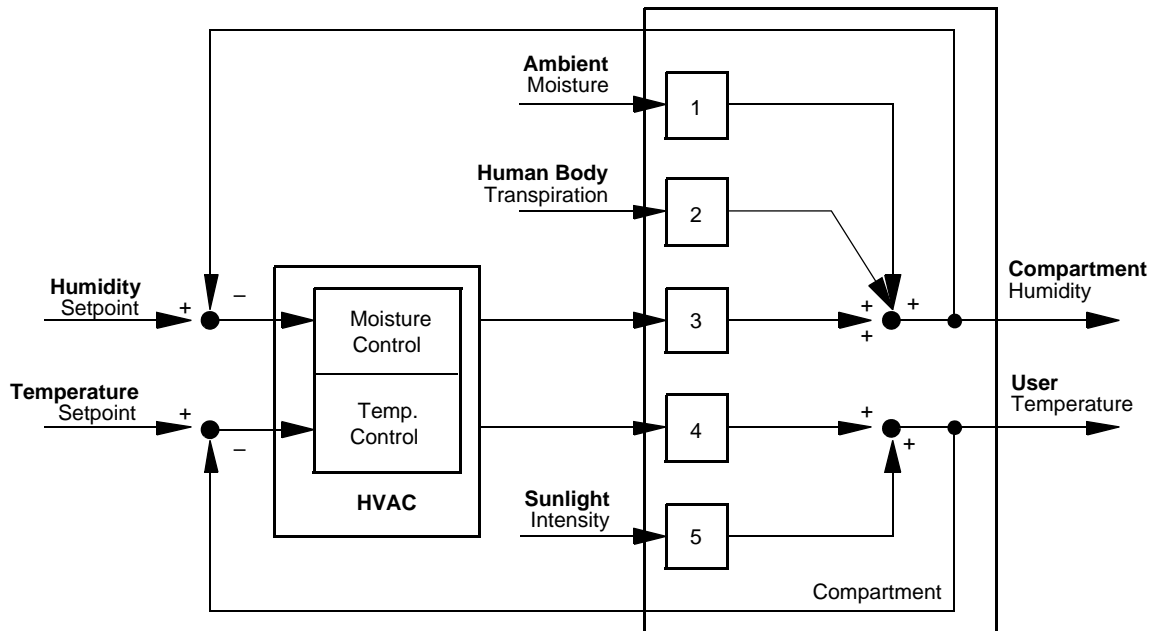 Ambient
Moisture
1
Human Body
Transpiration
2
Humidity
Setpoint
+
–
Moisture
Control
3
+
+
+
Compartment
Humidity
Temperature
Setpoint
+
–
Temp.
Control
HVAC
4
+
+
User
Temperature
Sunlight
Intensity
5
Compartment